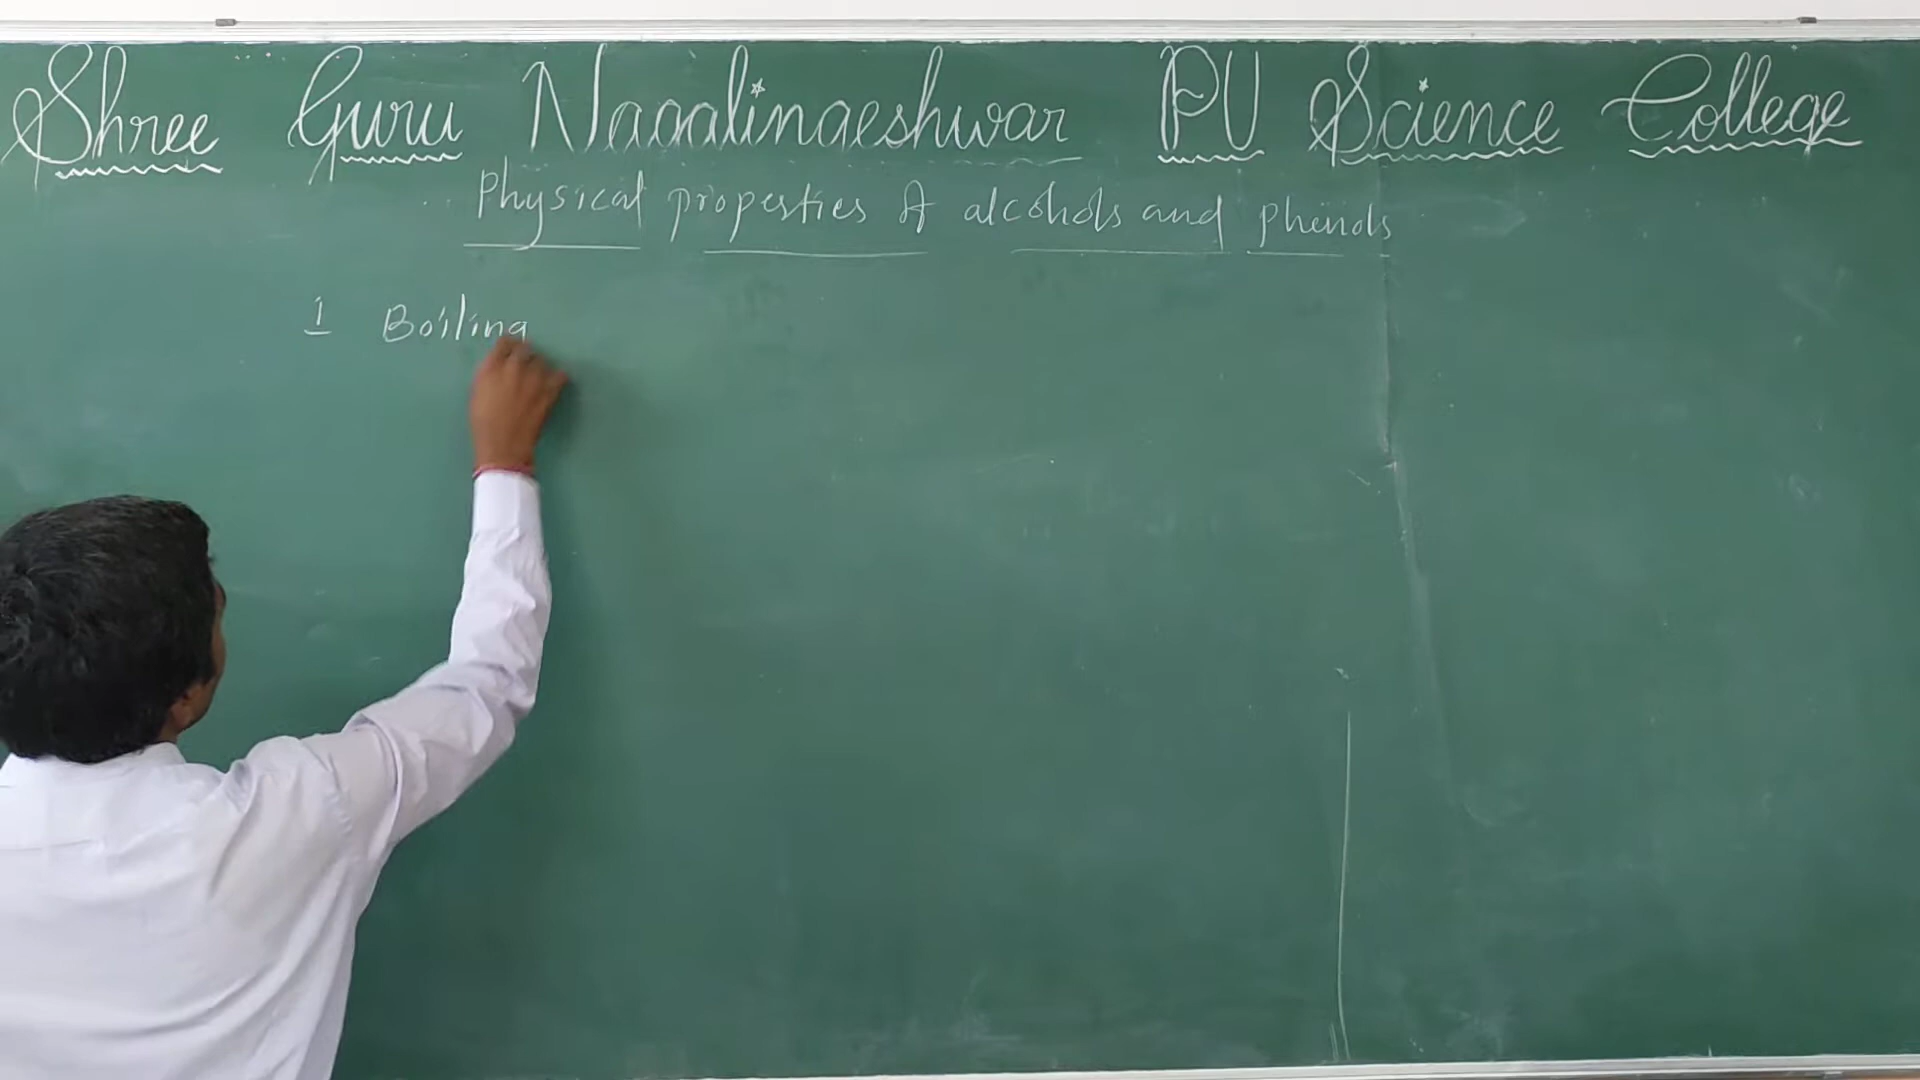 Shree Guru Nagalingeshwar PU Science College
Physical properties of alcohols and phenols
1 Boiling